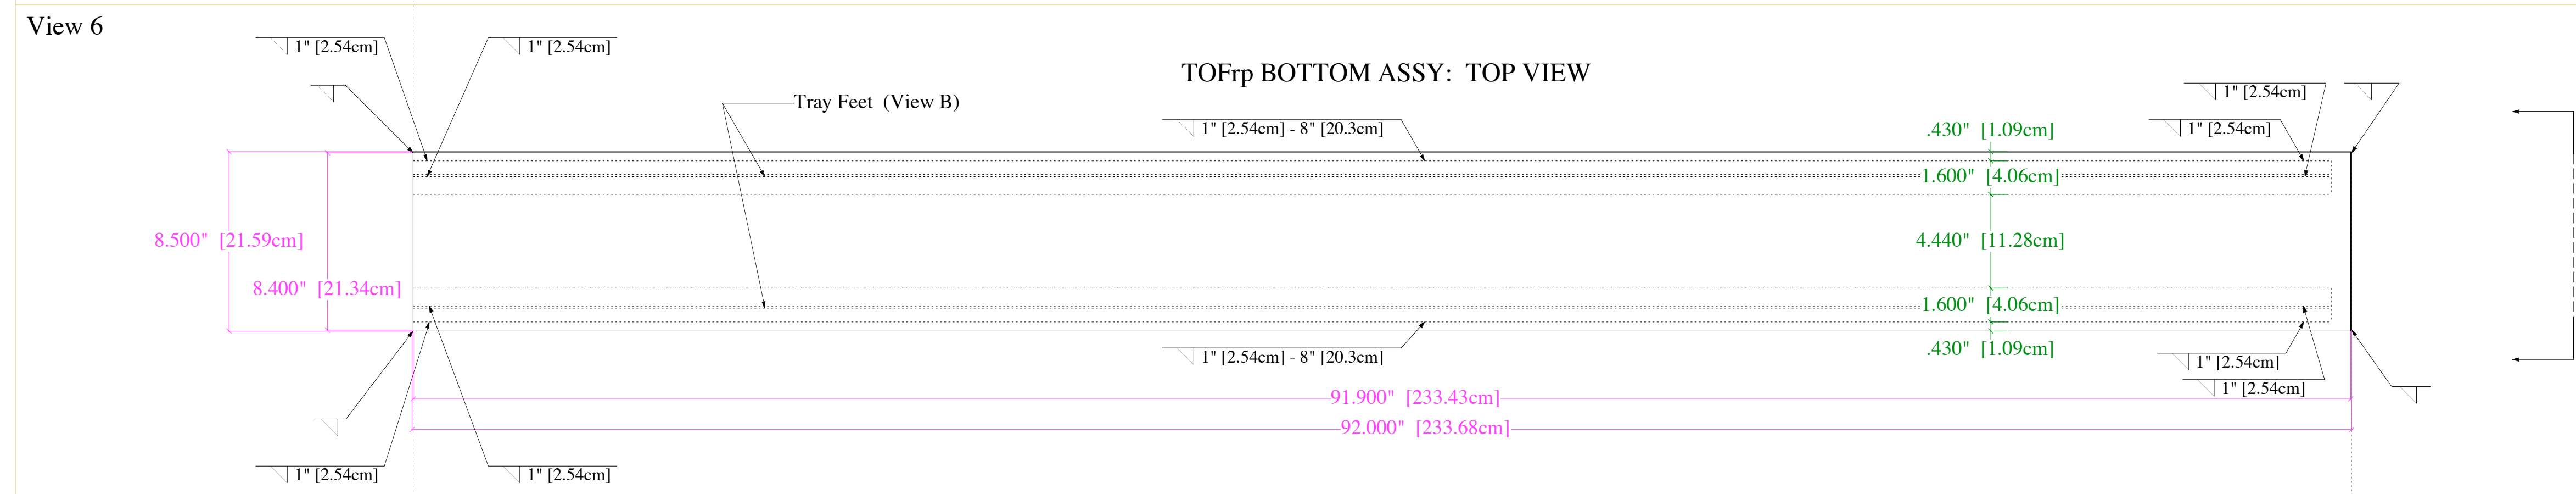 View 6
1" [2.54cm]
1" [2.54cm]
TOFrp BOTTOM ASSY:  TOP VIEW
1" [2.54cm]
Tray Feet  (View B)
1" [2.54cm] - 8" [20.3cm]
.430"  [1.09cm]
1" [2.54cm]
1.600"  [4.06cm]
8.500"  [21.59cm]
4.440"  [11.28cm]
8.400"  [21.34cm]
1.600"  [4.06cm]
1" [2.54cm] - 8" [20.3cm]
.430"  [1.09cm]
1" [2.54cm]
1" [2.54cm]
91.900"  [233.43cm]
92.000"  [233.68cm]
1" [2.54cm]
1" [2.54cm]